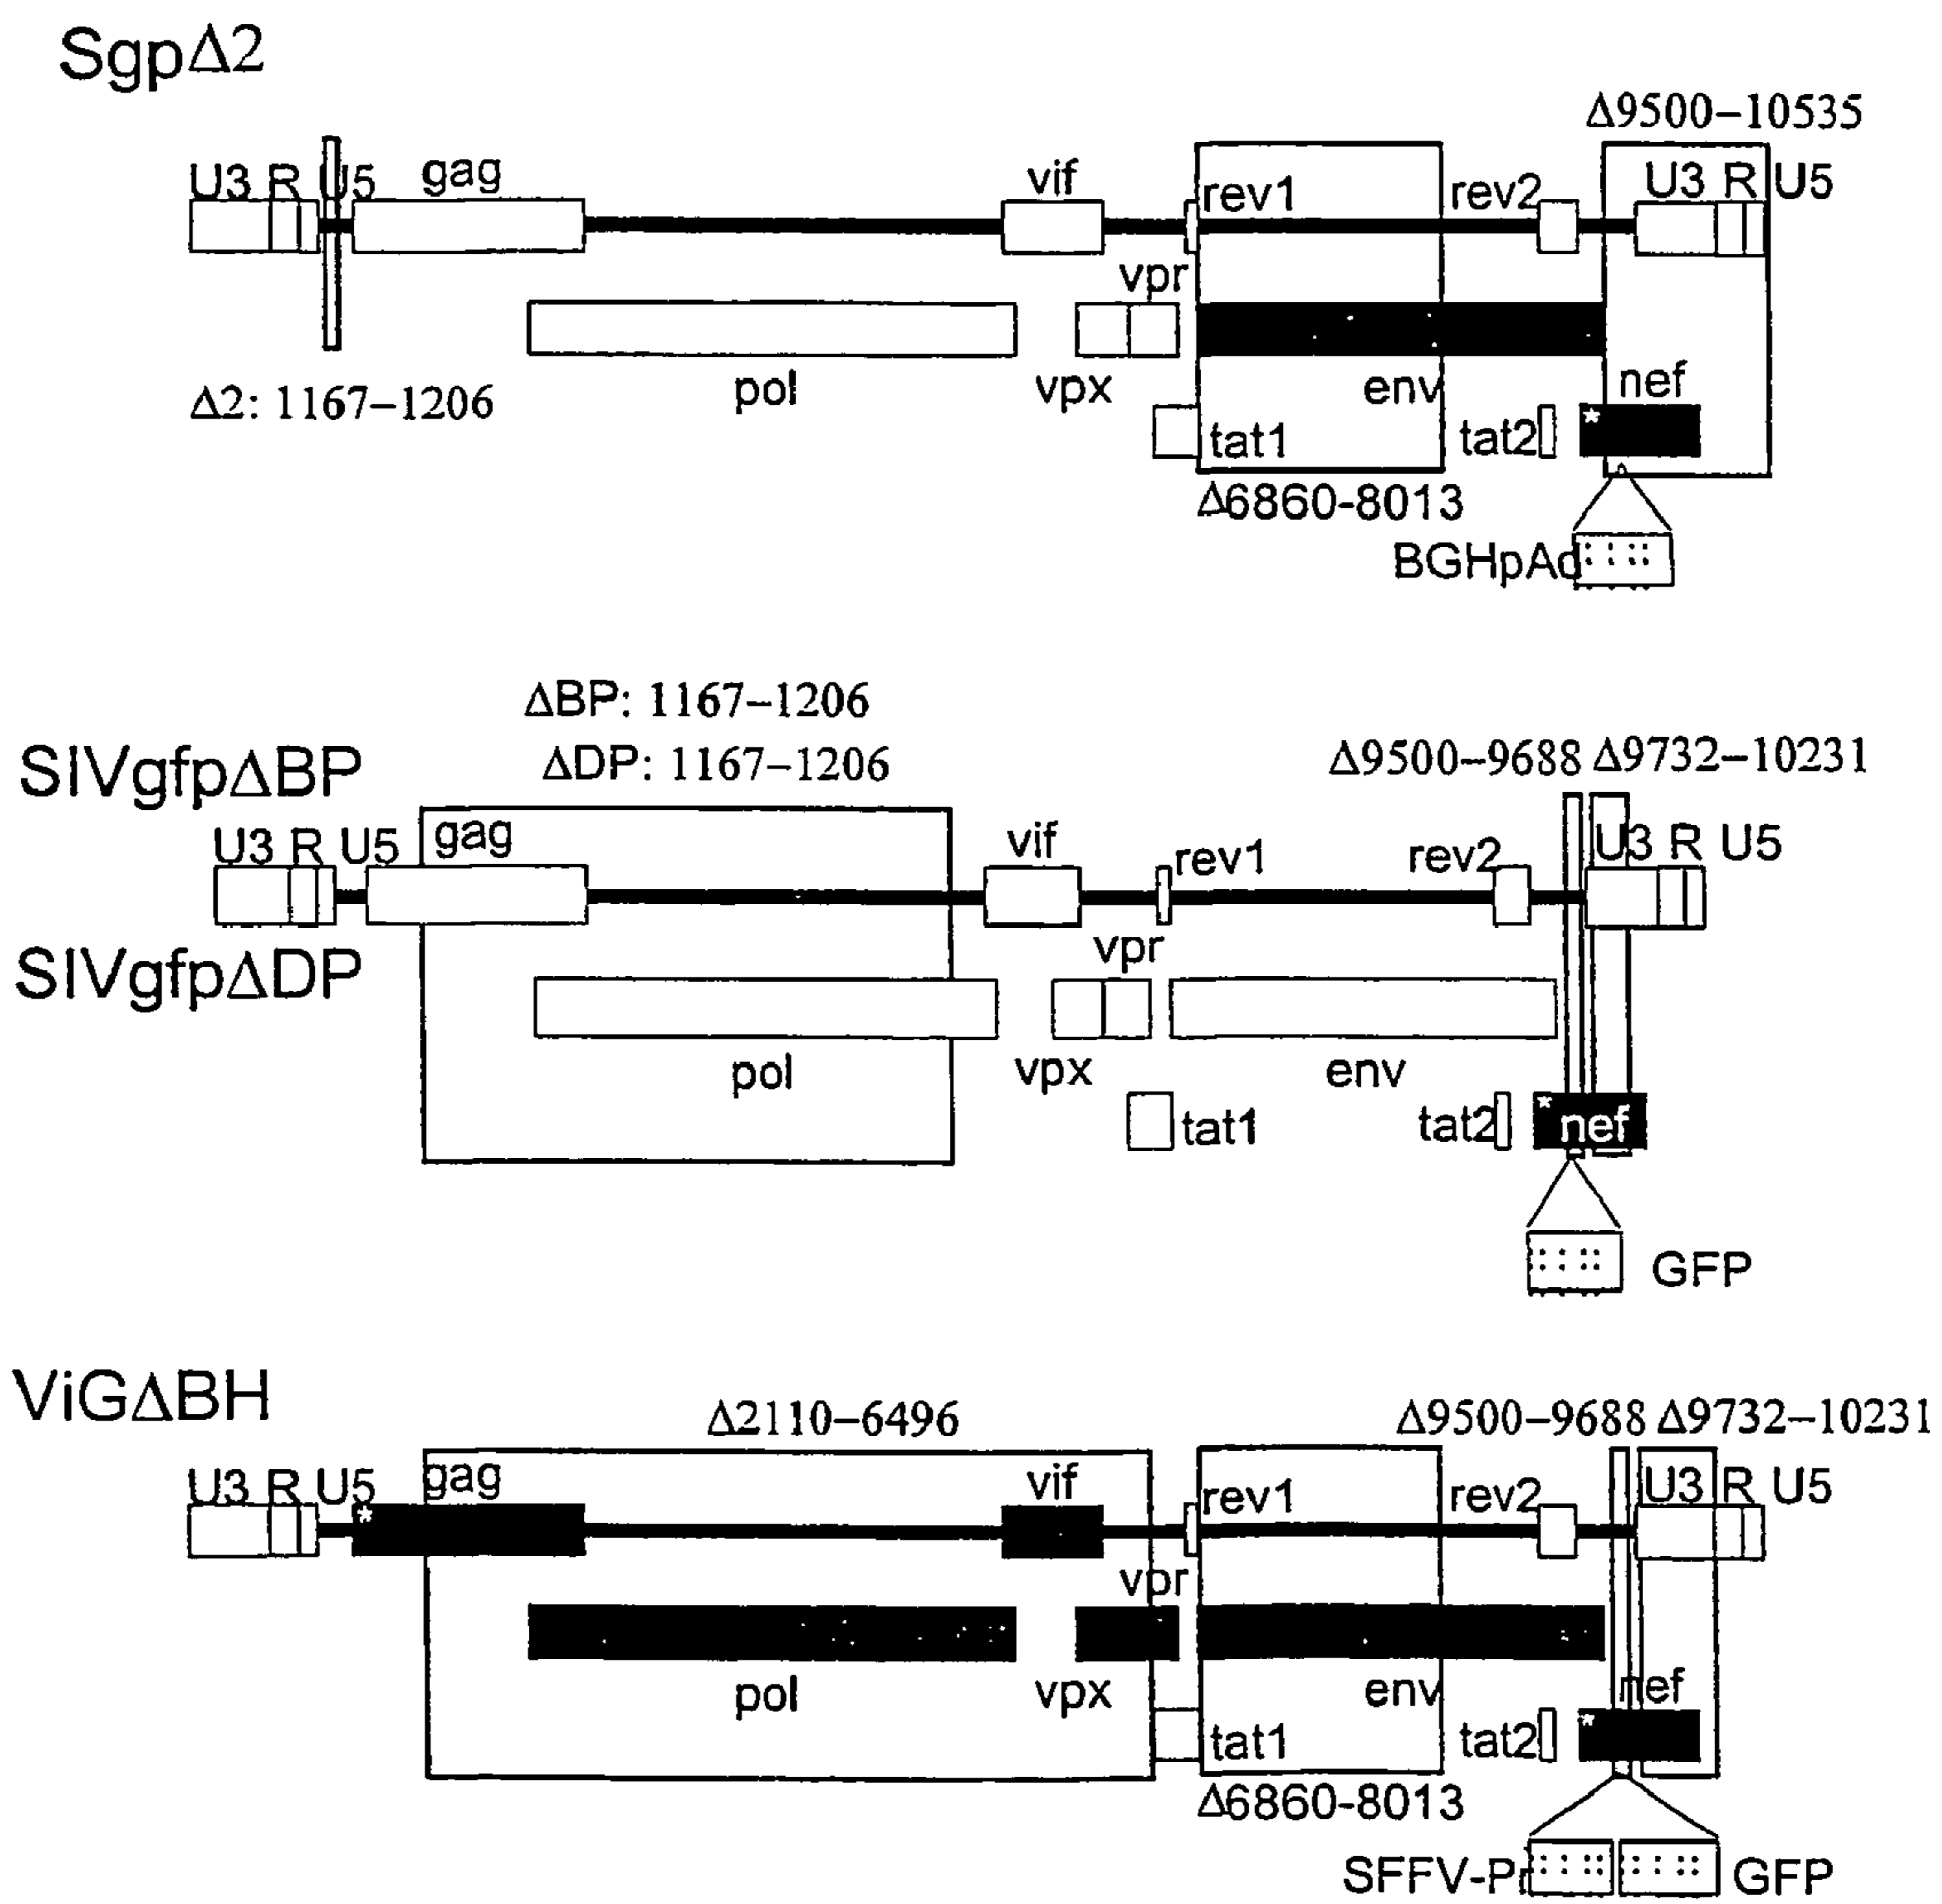 SgpΔ2
Δ9500–10535
U3 R U5 gag vif rev1 rev2 U3 R U5
vpr
Δ2: 1167–1206 pol vpx env nef
* 
tat1 tat2
Δ6860-8013
BGHpAd
ΔBP: 1167–1206
SIVgfpΔBP ΔDP: 1167–1206 Δ9500–9688 Δ9732–10231
U3 R U5 gag vif rev1 rev2 U3 R U5
SIVgfpΔDP vpr
pol vpx env
* nef
tat1 tat2
GFP
ViGΔBH
Δ2110–6496 Δ9500–9688 Δ9732–10231
U3 R U5 gag vif rev1 rev2 U3 R U5
*
vpr
pol vpx env nef
*
tat1 tat2
Δ6860-8013
SFFV-Pr GFP